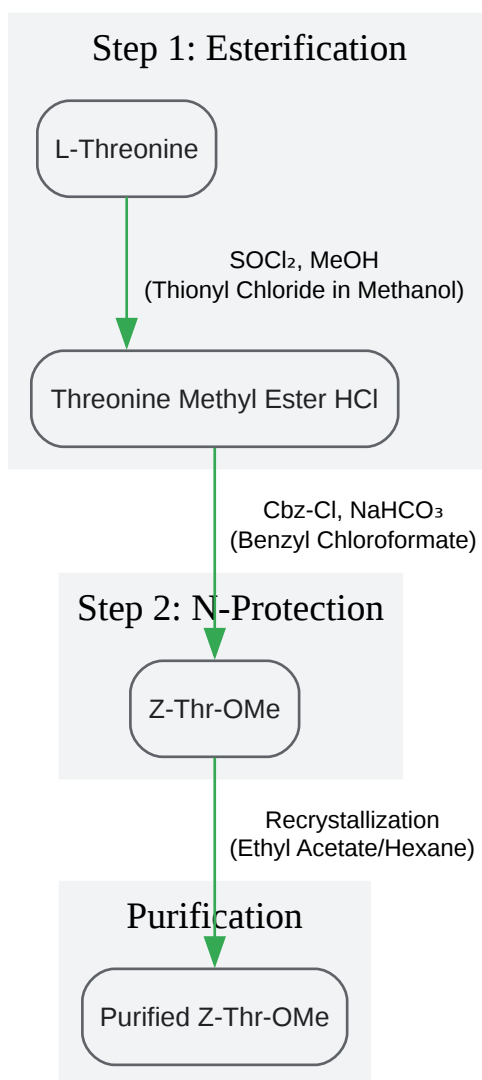 Step 1: Esterification
L-Threonine
SOCl₂, MeOH
(Thionyl Chloride in Methanol)
Threonine Methyl Ester HCl
Cbz-Cl, NaHCO₃
(Benzyl Chloroformate)
Step 2: N-Protection
Z-Thr-OMe
Recrystallization
(Ethyl Acetate/Hexane)
Purification
Purified Z-Thr-OMe